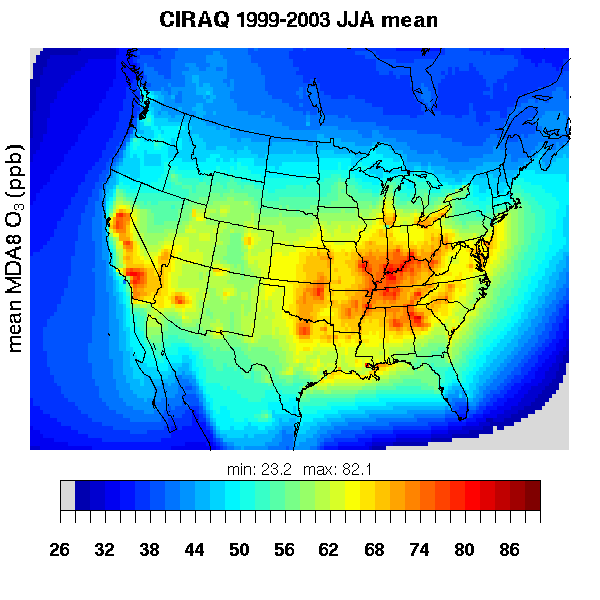 CIRAQ 1999-2003 JJA mean
mean MDA8 O₃ (ppb)
min: 23.2 max: 82.1
26 32 38 44 50 56 62 68 74 80 86